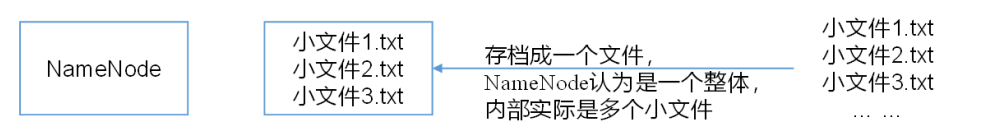 NameNode
小文件1.txt
小文件2.txt
小文件3.txt
存档成一个文件，
NameNode认为是一个整体，
内部实际是多个小文件
小文件1.txt
小文件2.txt
小文件3.txt
... ...